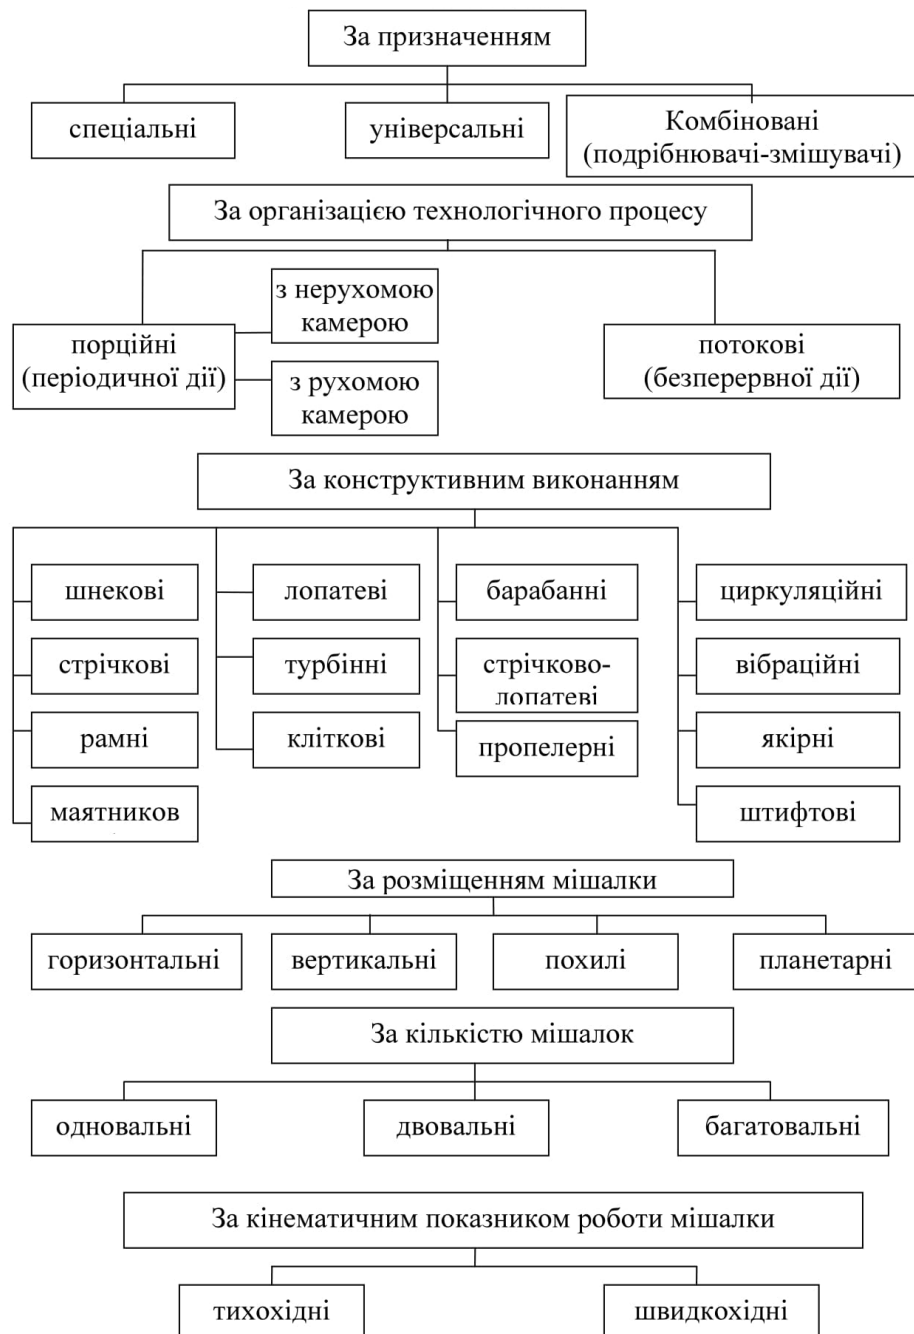 За призначенням
спеціальні
універсальні
Комбіновані
(подрібнювачі-змішувачі)
За організацією технологічного процесу
з нерухомою
камерою
порційні
(періодичної дії)
потокові
(безперервної дії)
з рухомою
камерою
За конструктивним виконанням
шнекові
лопатеві
барабанні
циркуляційні
стрічкові
турбінні
стрічково-
лопатеві
вібраційні
рамні
кліткові
пропелерні
якірні
маятников
штифтові
За розміщенням мішалки
горизонтальні
вертикальні
похилі
планетарні
За кількістю мішалок
одновальні
двовальні
багатовальні
За кінематичним показником роботи мішалки
тихохідні
швидкохідні